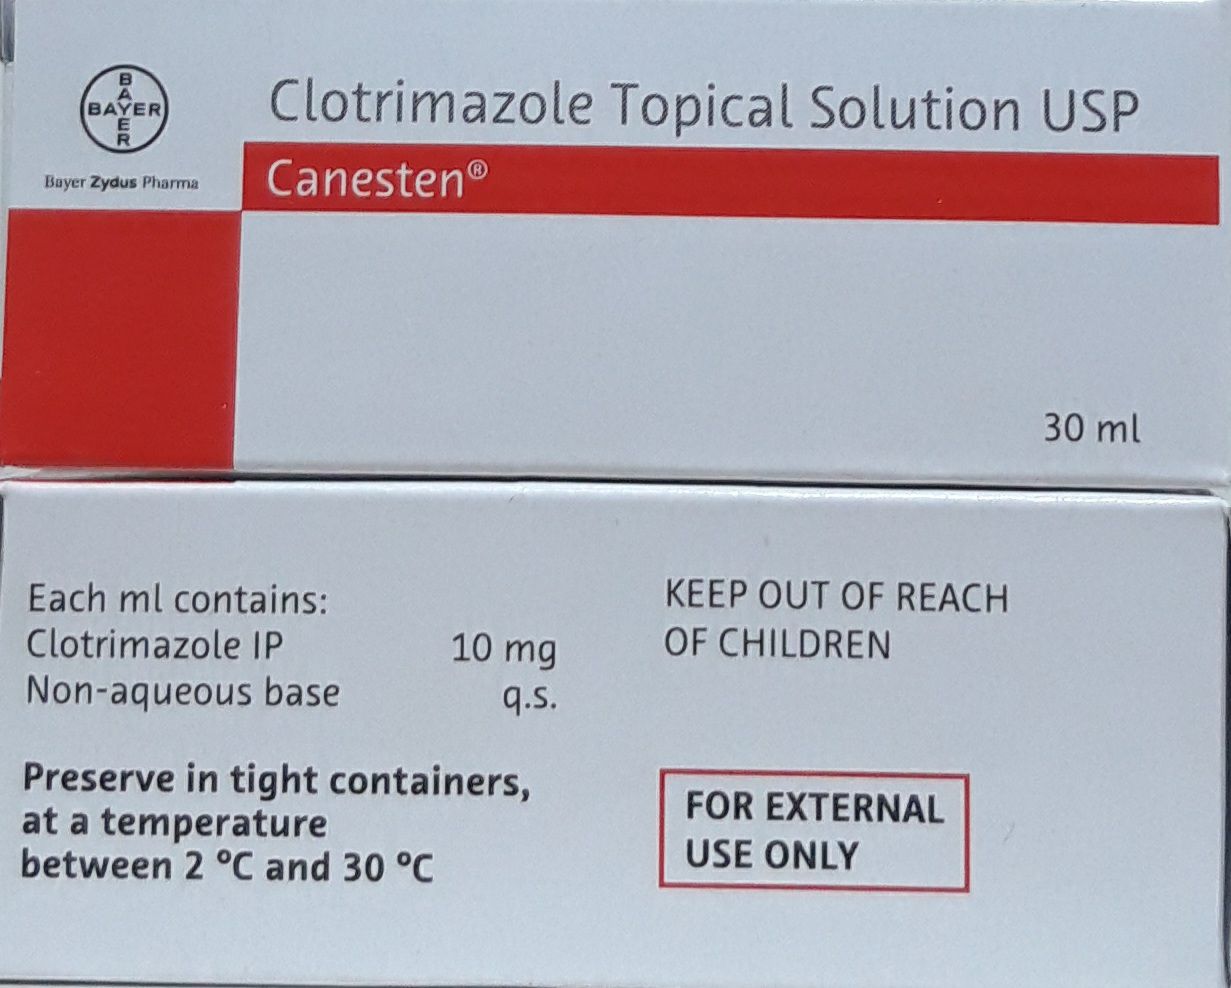 BAYER
BAYER
Bayer Zydus Pharma
Clotrimazole Topical Solution USP
Canesten®
30 ml
Each ml contains:
Clotrimazole IP 10 mg
Non-aqueous base q.s.
Preserve in tight containers,
at a temperature
between 2 °C and 30 °C
KEEP OUT OF REACH
OF CHILDREN
FOR EXTERNAL
USE ONLY